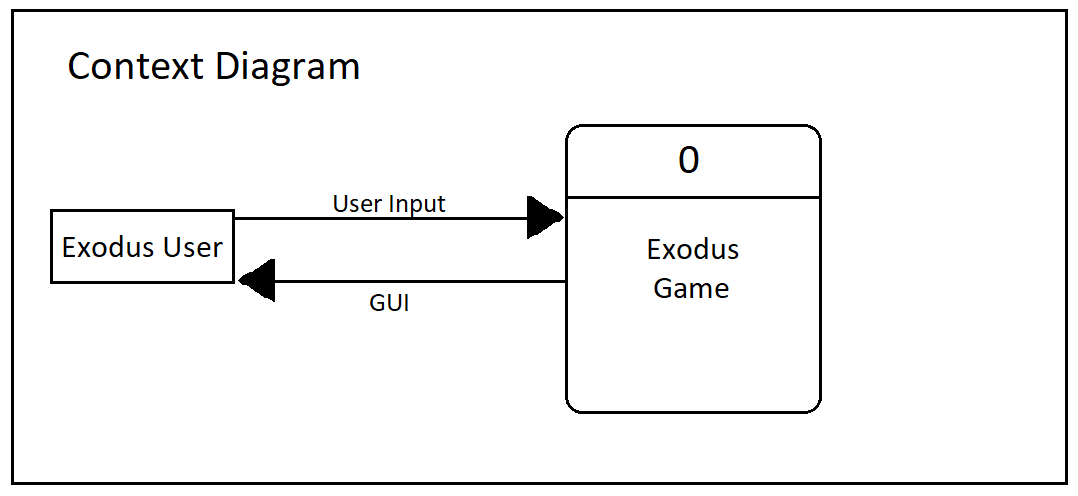 Context Diagram
0
User Input
Exodus User
Exodus
Game
GUI